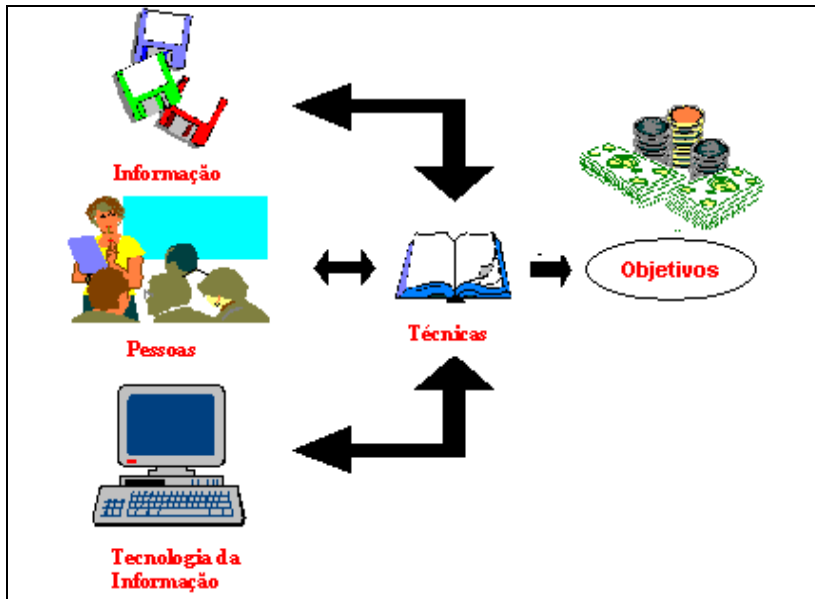 Informação
Pessoas
Técnicas
Objetivos
Tecnologia da
Informação